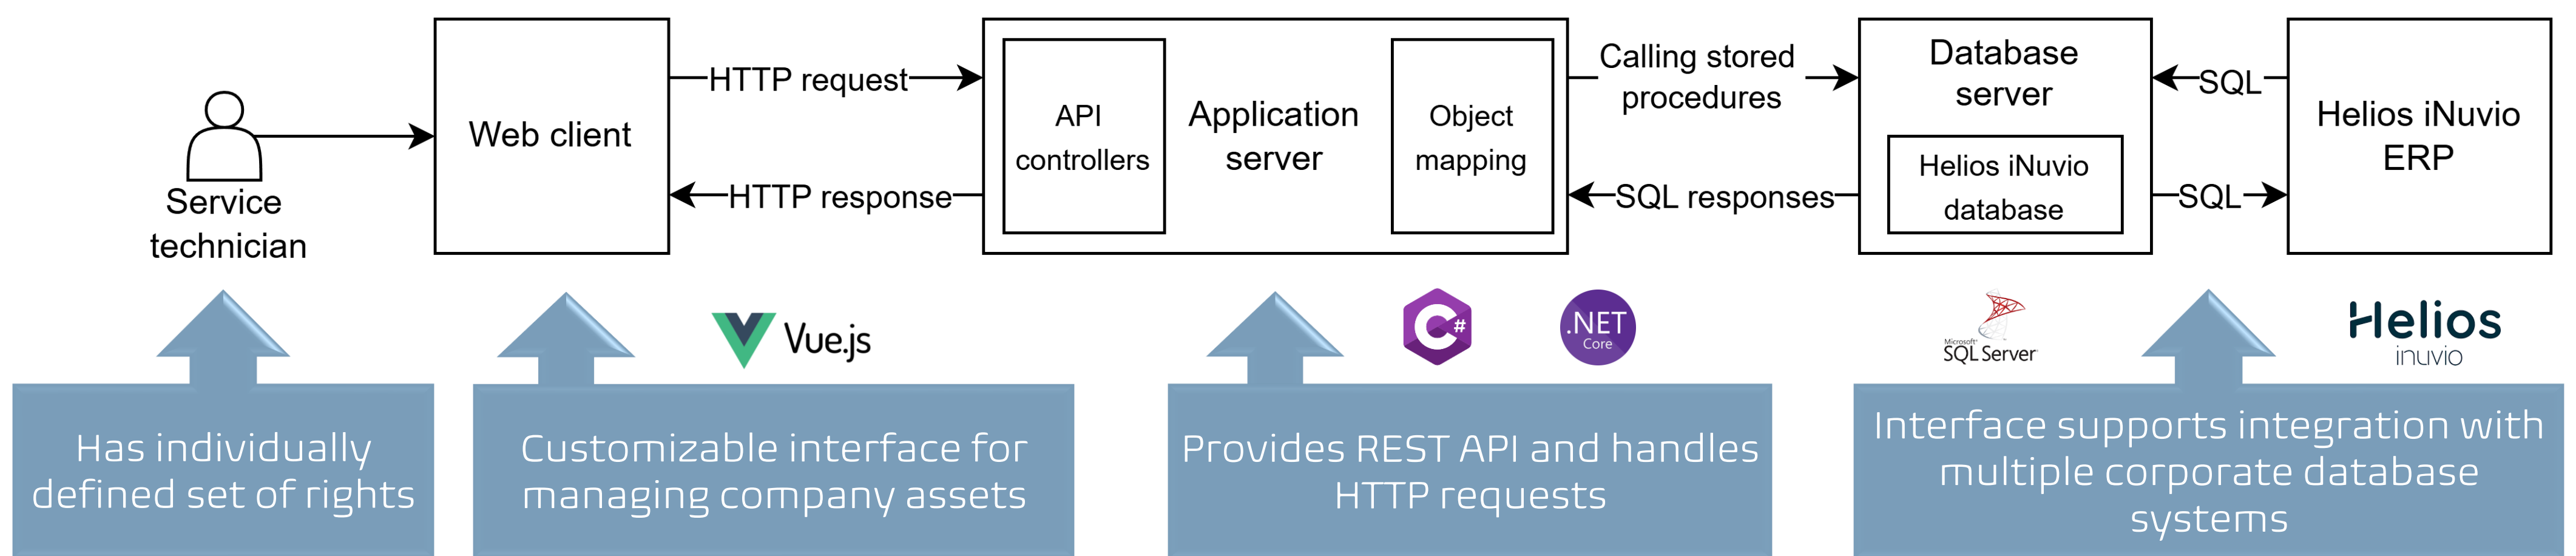 Service
technician
Web client
HTTP request
HTTP response
API
controllers
Application
server
Object
mapping
Calling stored
procedures
SQL responses
Database
server
Helios iNuvio
database
SQL
SQL
Helios iNuvio
ERP
Vue.js
C#
.NET
Core
Microsoft
SQL Server
Helios
inuvio
Has individually
defined set of rights
Customizable interface for
managing company assets
Provides REST API and handles
HTTP requests
Interface supports integration with
multiple corporate database
systems